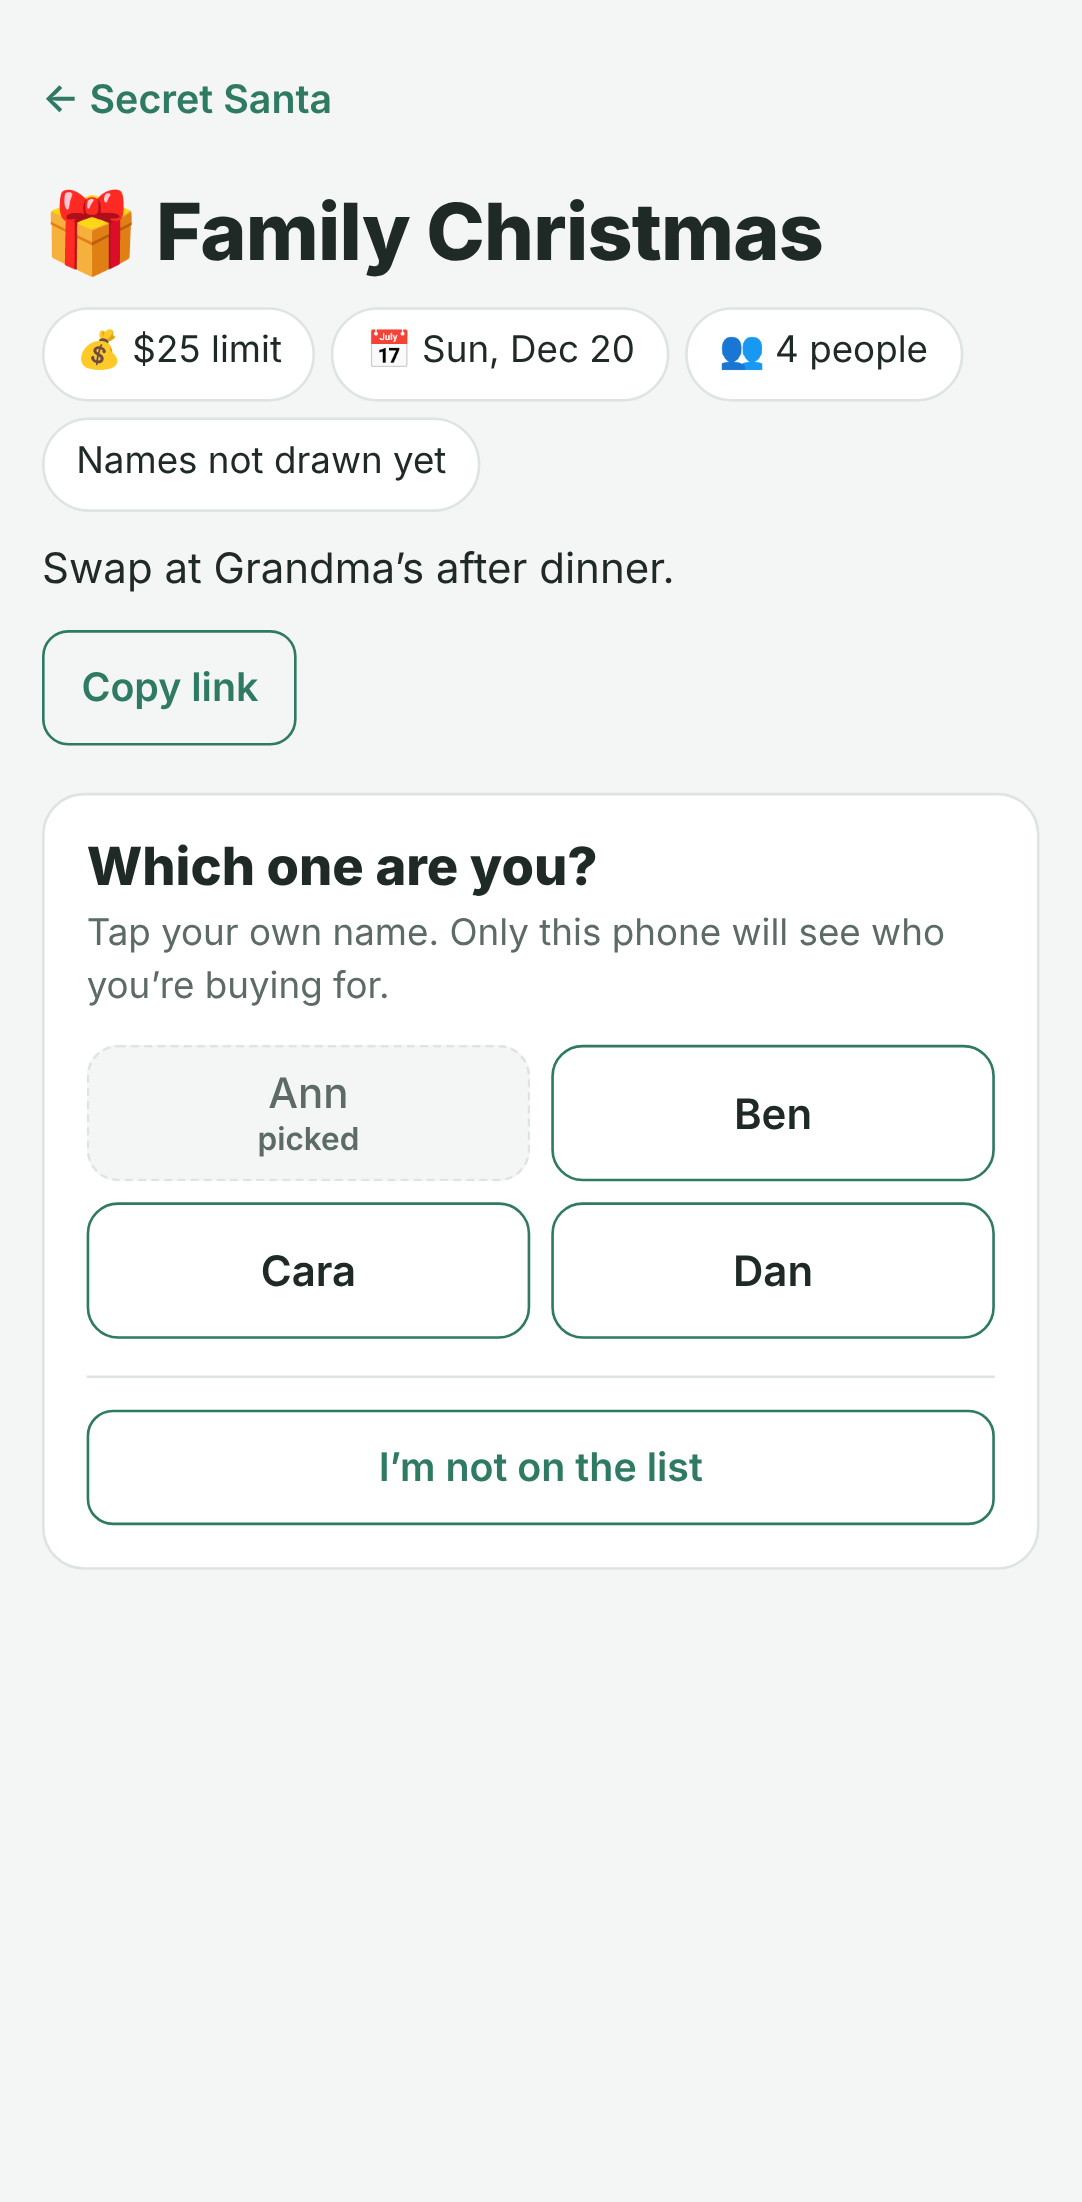 ← Secret Santa
🎁 Family Christmas
💰 $25 limit 📅 Sun, Dec 20 👥 4 people
Names not drawn yet
Swap at Grandma’s after dinner.
Copy link
Which one are you?
Tap your own name. Only this phone will see who
you’re buying for.
Ann
picked
Ben
Cara
Dan
I’m not on the list